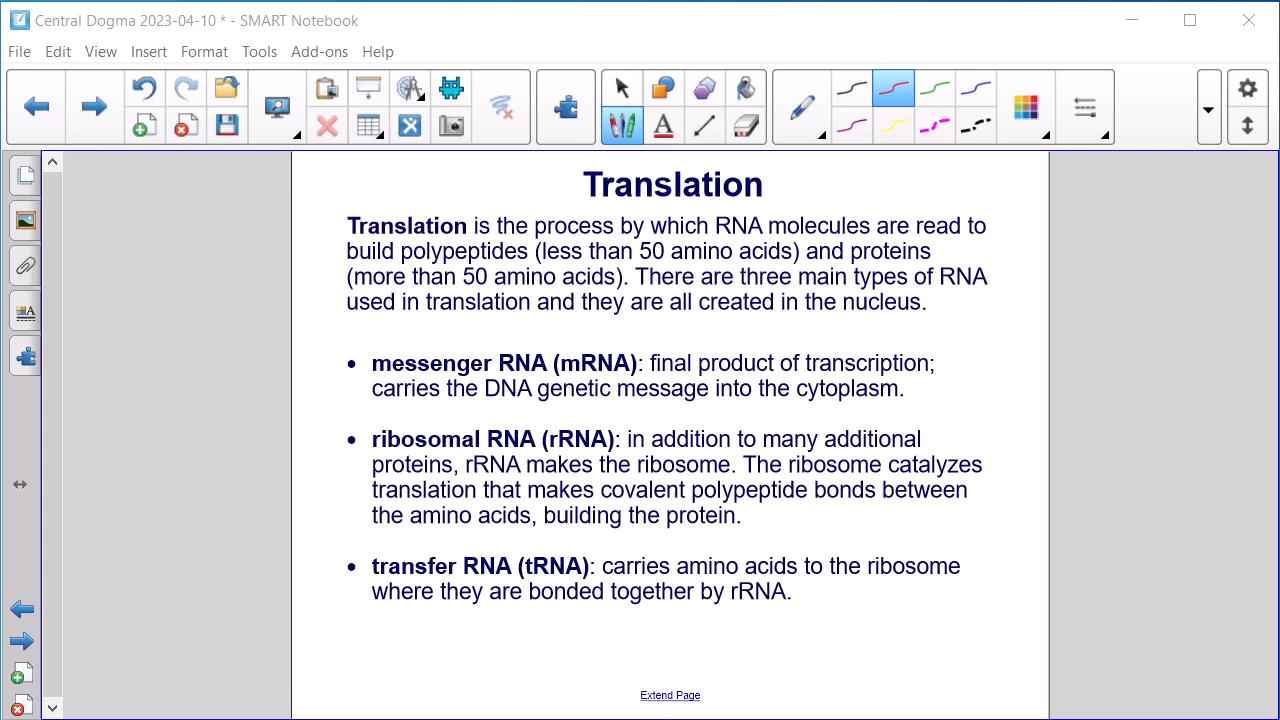 Central Dogma 2023-04-10 * - SMART Notebook
File Edit View Insert Format Tools Add-ons Help
Translation
Translation is the process by which RNA molecules are read to
build polypeptides (less than 50 amino acids) and proteins
(more than 50 amino acids). There are three main types of RNA
used in translation and they are all created in the nucleus.
• messenger RNA (mRNA): final product of transcription;
carries the DNA genetic message into the cytoplasm.
• ribosomal RNA (rRNA): in addition to many additional
proteins, rRNA makes the ribosome. The ribosome catalyzes
translation that makes covalent polypeptide bonds between
the amino acids, building the protein.
• transfer RNA (tRNA): carries amino acids to the ribosome
where they are bonded together by rRNA.
Extend Page